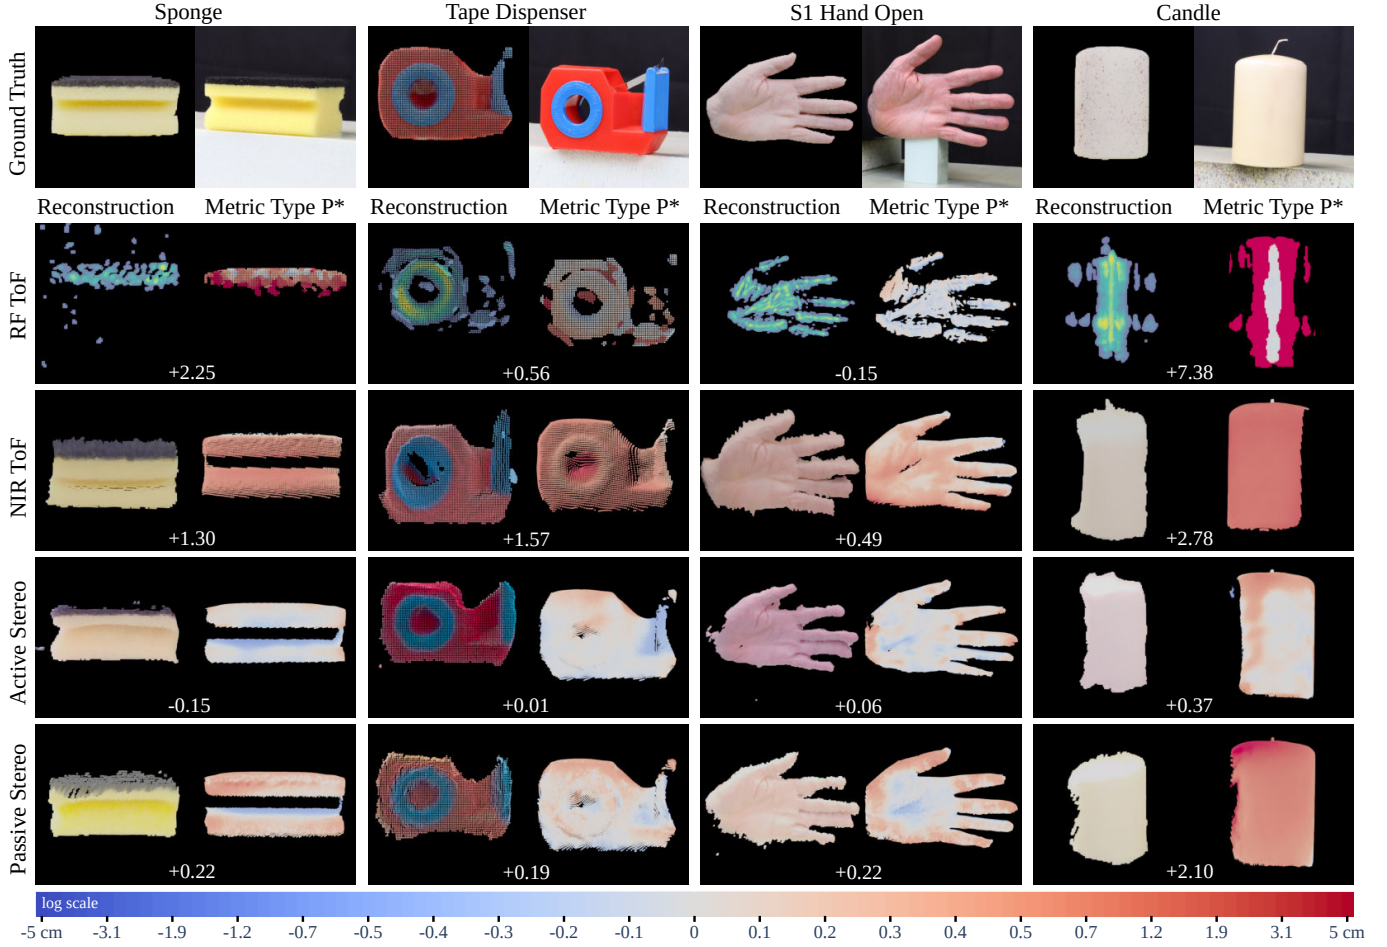 Sponge Tape Dispenser S1 Hand Open Candle
Ground Truth
Reconstruction Metric Type P* Reconstruction Metric Type P* Reconstruction Metric Type P* Reconstruction Metric Type P*
RF ToF
+2.25 +0.56 -0.15 +7.38
NIR ToF
+1.30 +1.57 +0.49 +2.78
Active Stereo
-0.15 +0.01 +0.06 +0.37
Passive Stereo
+0.22 +0.19 +0.22 +2.10
log scale
-5 cm -3.1 -1.9 -1.2 -0.7 -0.5 -0.4 -0.3 -0.2 -0.1 0 0.1 0.2 0.3 0.4 0.5 0.7 1.2 1.9 3.1 5 cm